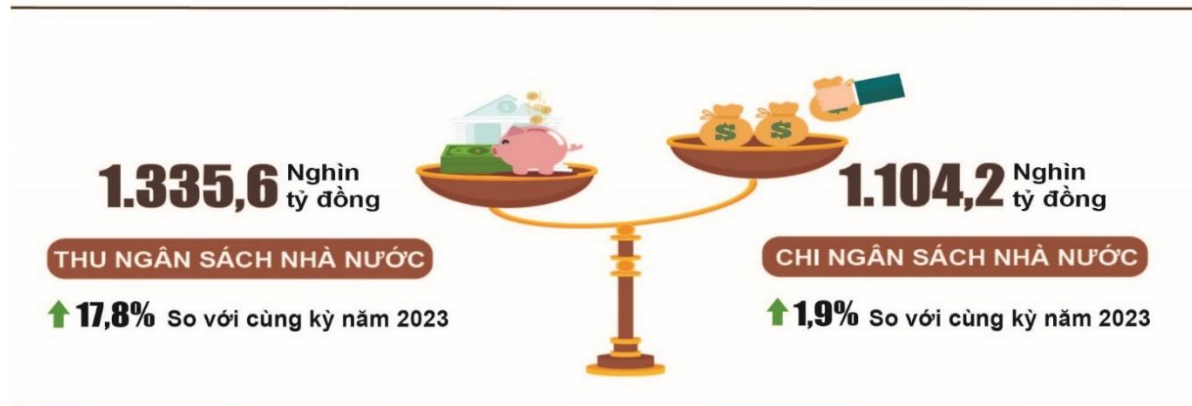 1.335,6 Nghìn
tỷ đồng
THU NGÂN SÁCH NHÀ NƯỚC
17,8% So với cùng kỳ năm 2023
$
$ $
1.104,2 Nghìn
tỷ đồng
CHI NGÂN SÁCH NHÀ NƯỚC
1,9% So với cùng kỳ năm 2023